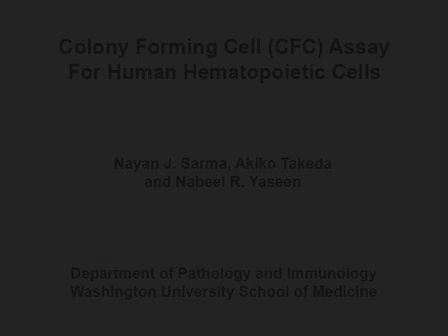 Colony Forming Cell (CFC) Assay
For Human Hematopoietic Cells
Nayan J. Sarma, Akiko Takeda
and Nabeel R. Yaseen
Department of Pathology and Immunology
Washington University School of Medicine